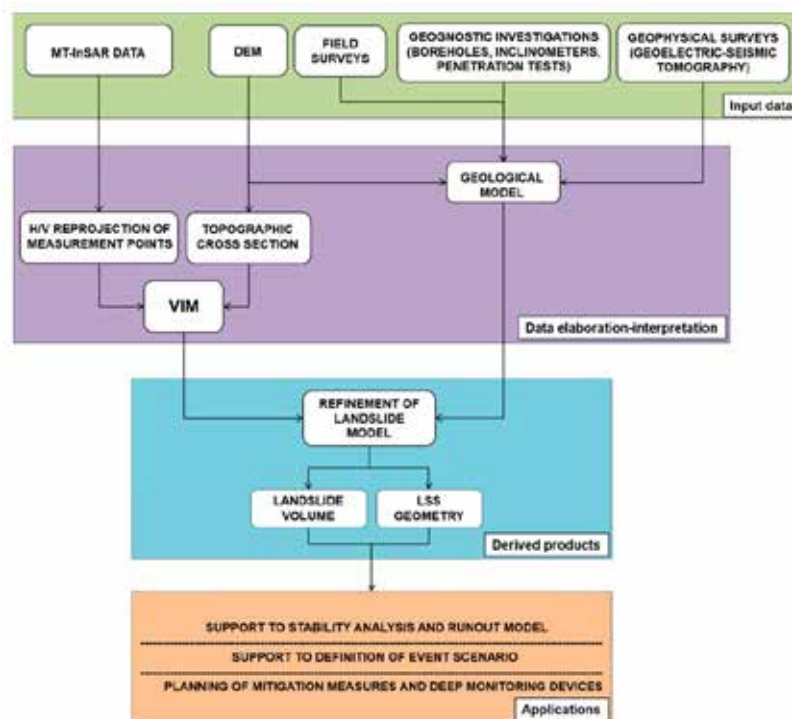 MT-InSAR DATA
DEM
FIELD
SURVEYS
GEOGNOSTIC INVESTIGATIONS
(BOREHOLES, INCLINOMETERS,
PENETRATION TESTS)
GEOPHYSICAL SURVEYS
(GEOELECTRIC-SEISMIC
TOMOGRAPHY)
Input data
GEOLOGICAL
MODEL
H/V REPROJECTION OF
MEASUREMENT POINTS
TOPOGRAPHIC
CROSS SECTION
VIM
Data elaboration-interpretation
REFINEMENT OF
LANDSLIDE
MODEL
LANDSLIDE
VOLUME
LSS
GEOMETRY
Derived products
SUPPORT TO STABILITY ANALYSIS AND RUNOUT MODEL
SUPPORT TO DEFINITION OF EVENT SCENARIO
PLANNING OF MITIGATION MEASURES AND DEEP MONITORING DEVICES
Applications